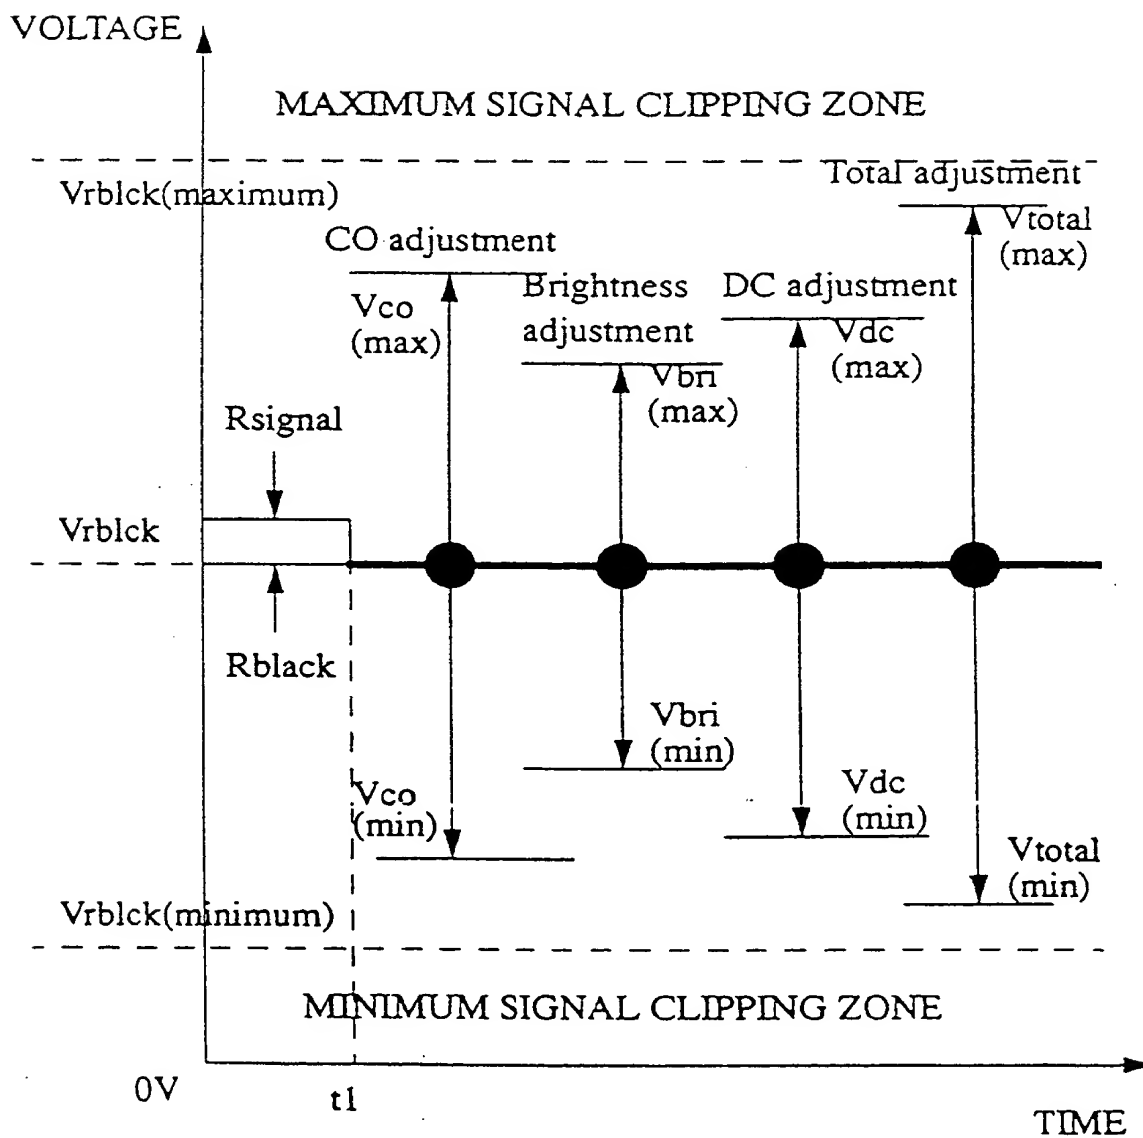 VOLTAGE
MAXIMUM SIGNAL CLIPPING ZONE
Vrblck(maximum)
Total adjustment
Vtotal
(max)
CO adjustment
Vco
(max)
Brightness
adjustment
Vbri
(max)
DC adjustment
Vdc
(max)
Rsignal
Vrblck
Rblack
Vbri
(min)
Vco
(min)
Vdc
(min)
Vtotal
(min)
Vrblck(minimum)
MINIMUM SIGNAL CLIPPING ZONE
0V
t1
TIME